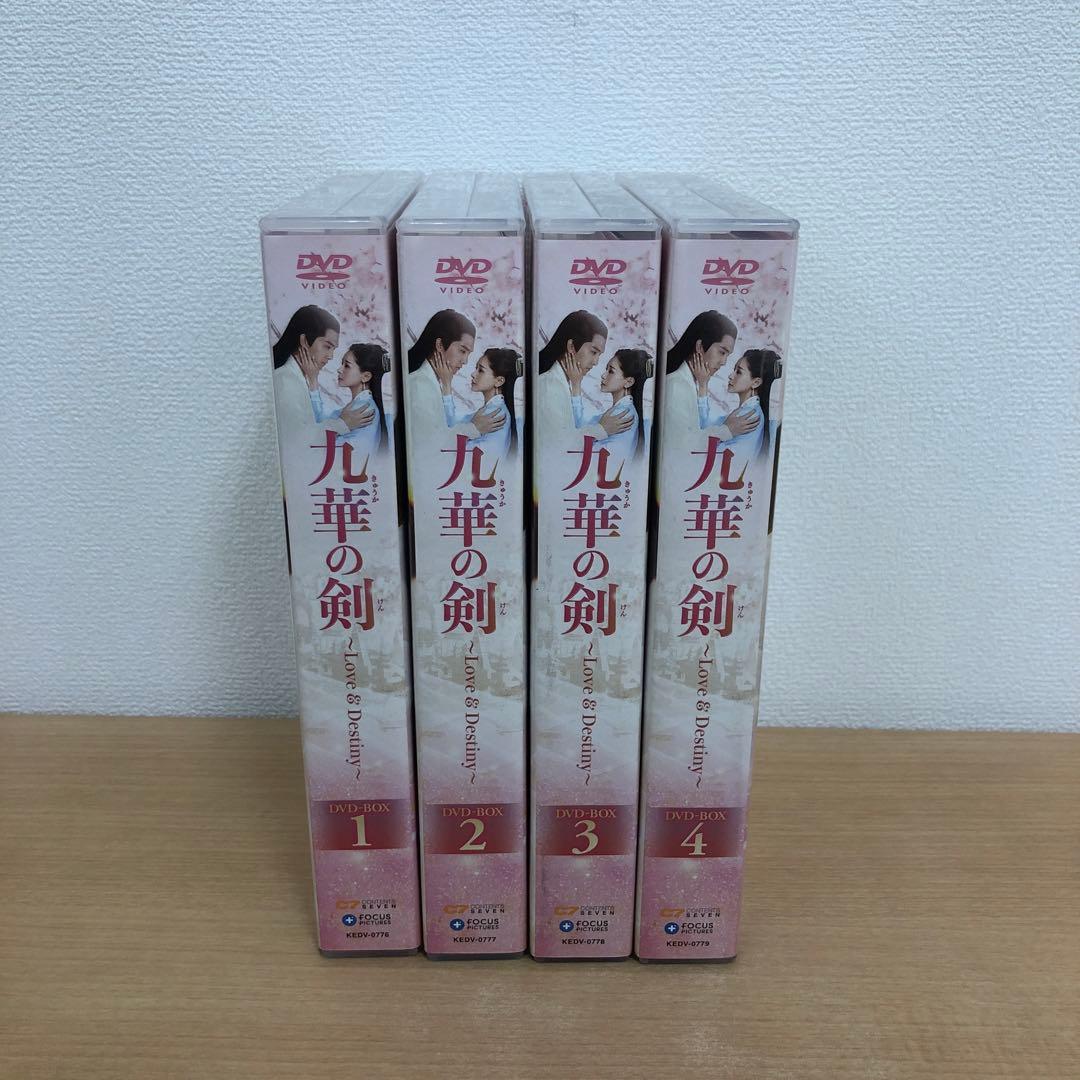 DVD
VIDEO
九華の剣
きゅうか
けん
~Love & Destiny~
DVD-BOX
1
C7 CONTENTS SEVEN
FOCUS PICTURES
KEDV-0776
DVD
VIDEO
九華の剣
きゅうか
けん
~Love & Destiny~
DVD-BOX
2
C7 CONTENTS SEVEN
FOCUS PICTURES
KEDV-0777
DVD
VIDEO
九華の剣
きゅうか
けん
~Love & Destiny~
DVD-BOX
3
C7 CONTENTS SEVEN
FOCUS PICTURES
KEDV-0778
DVD
VIDEO
九華の剣
きゅうか
けん
~Love & Destiny~
DVD-BOX
4
C7 CONTENTS SEVEN
FOCUS PICTURES
KEDV-0779